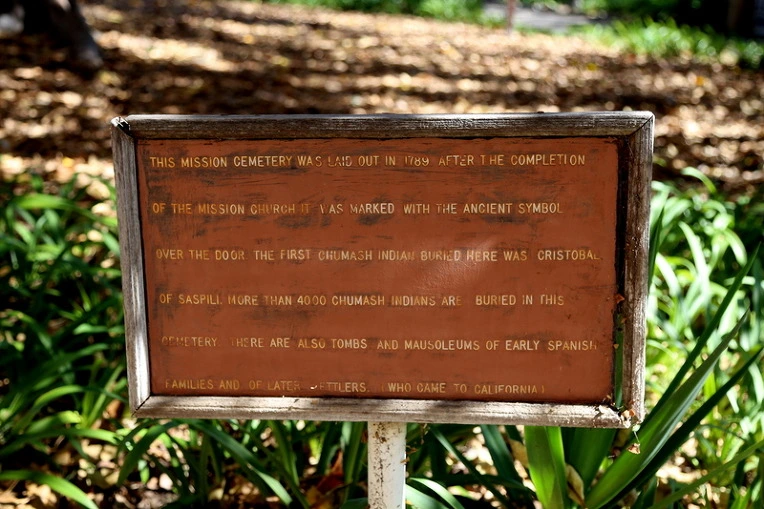 THIS MISSION CEMETERY WAS LAID OUT IN 1789. AFTER THE COMPLETION
OF THE MISSION CHURCH IT WAS MARKED WITH THE ANCIENT SYMBOL
OVER THE DOOR. THE FIRST CHUMASH INDIAN BURIED HERE WAS CRISTOBAL
OF SASPILI. MORE THAN 4000 CHUMASH INDIANS ARE BURIED IN THIS
CEMETERY. THERE ARE ALSO TOMBS AND MAUSOLEUMS OF EARLY SPANISH
FAMILIES AND OF LATER SETTLERS, (WHO CAME TO CALIFORNIA)